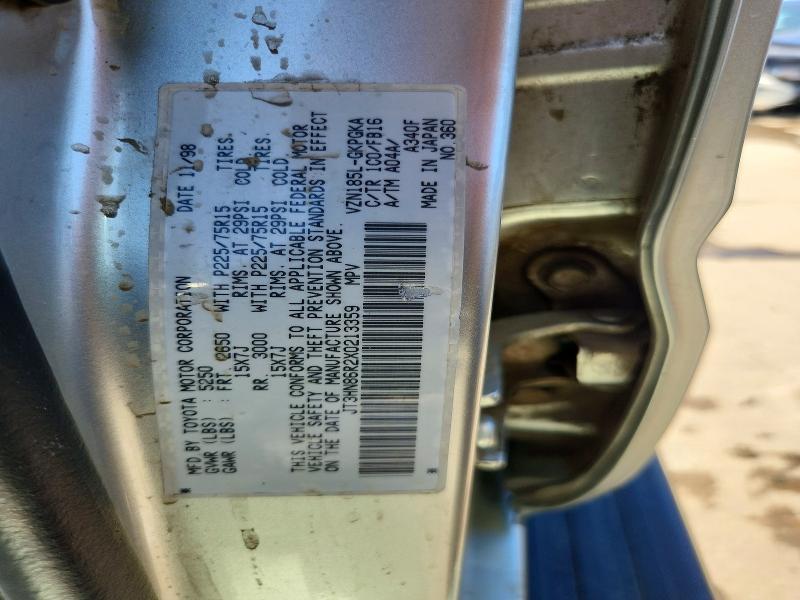 MFD BY TOYOTA MOTOR CORPORATION DATE 11/98
GVWR (LBS) : 5250
GAWR (LBS) : FRT. 2650 WITH P225/75R15 TIRES.
15X7J RIMS. AT 29PSI COLD
RR. 3000 WITH P225/75R15 TIRES.
15X7J RIMS. AT 29PSI COLD.
THIS VEHICLE CONFORMS TO ALL APPLICABLE FEDERAL MOTOR
VEHICLE SAFETY AND THEFT PREVENTION STANDARDS IN EFFECT
ON THE DATE OF MANUFACTURE SHOWN ABOVE.
JT3HN86R2X0213359 MPV VZN185L-GKPGKA
C/TR 100/FB16
A/TM A04A/ A340F
MADE IN JAPAN
NO.360